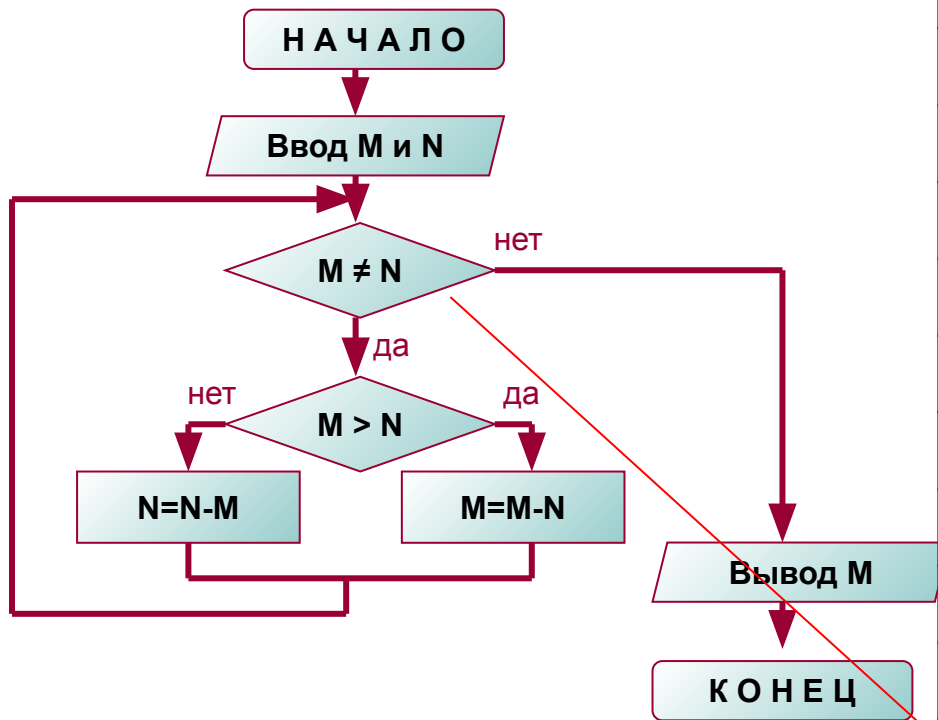 Н А Ч А Л О
Ввод M и N
M ≠ N
нет
да
M > N
нет
да
N=N-M
M=M-N
Вывод M
К О Н Е Ц